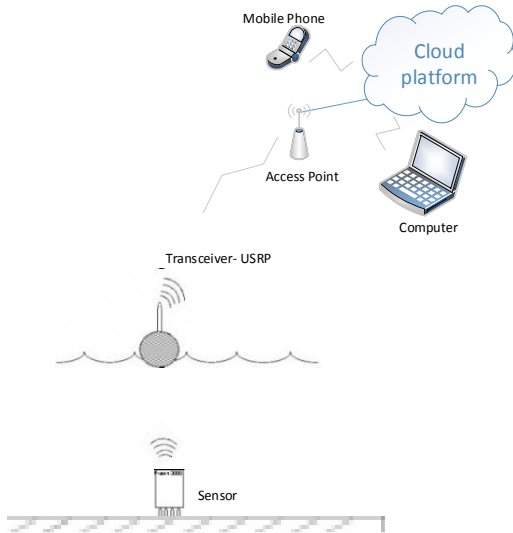 Mobile Phone
Cloud
platform
Access Point
Computer
Transceiver- USRP
Sensor